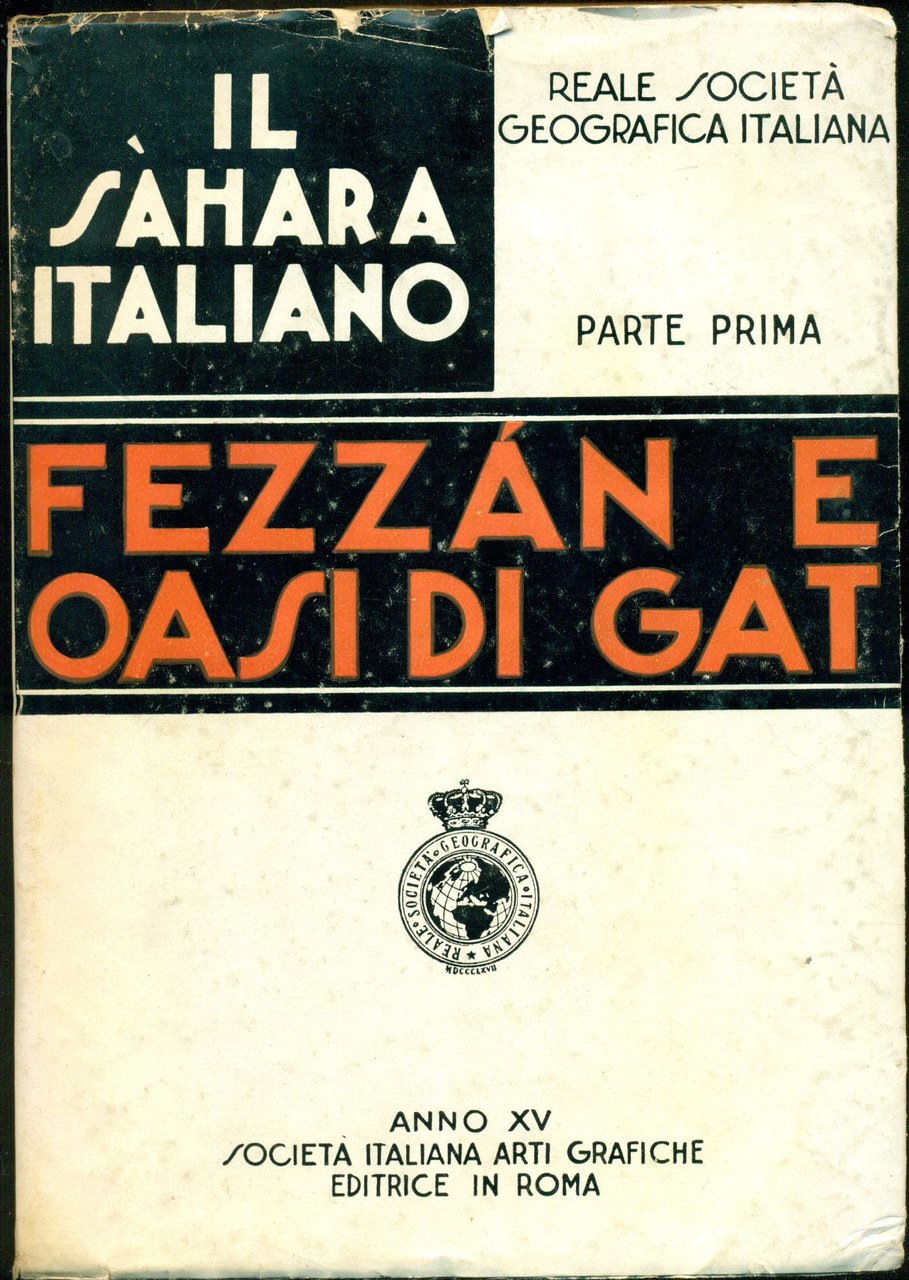 IL
SÀHARA
ITALIANO
REALE SOCIETÀ
GEOGRAFICA ITALIANA
PARTE PRIMA
FEZZÁN E
OASI DI GAT
REALE · SOCIETÀ · GEOGRAFICA · ITALIANA
MDCCCLXVII
ANNO XV
SOCIETÀ ITALIANA ARTI GRAFICHE
EDITRICE IN ROMA